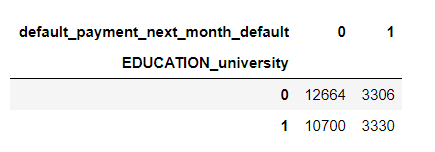 default_payment_next_month_default 0 1
EDUCATION_university
0 12664 3306
1 10700 3330